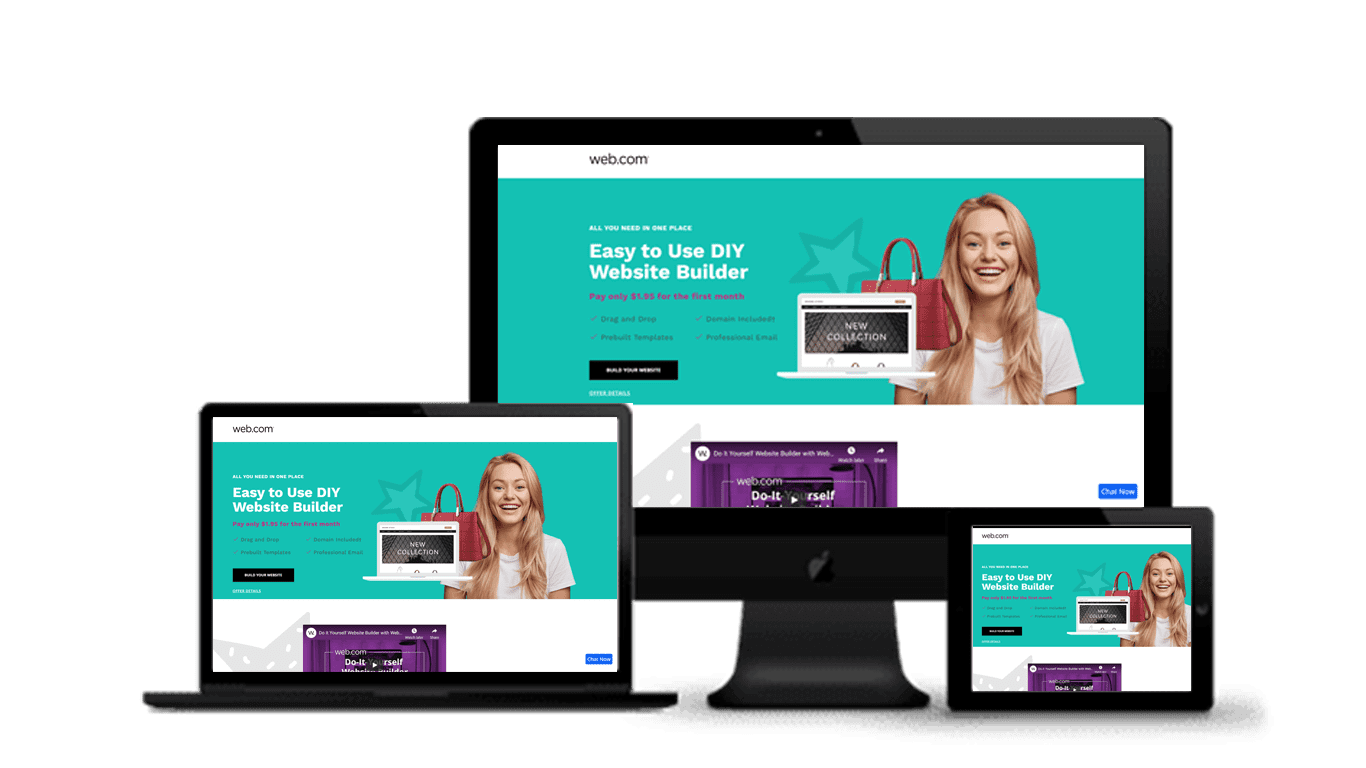 web.com
ALL YOU NEED IN ONE PLACE
Easy to Use DIY
Website Builder
Pay only $1.95 for the first month
Drag and Drop
Domain Included†
Prebuilt Templates
Professional Email
BUILD YOUR WEBSITE
OFFER DETAILS
NEW
COLLECTION
W Do-It Yourself Website Builder with Web...
Watch later
Share
web.com
Do-It-Yourself
Chat Now
web.com
ALL YOU NEED IN ONE PLACE
Easy to Use DIY
Website Builder
Pay only $1.95 for the first month
Drag and Drop
Domain Included†
Prebuilt Templates
Professional Email
BUILD YOUR WEBSITE
OFFER DETAILS
NEW
COLLECTION
W Do-It Yourself Website Builder with Web...
Watch later
Share
web.com
Do-It-Yourself
Website Builder
Chat Now
web.com
ALL YOU NEED IN ONE PLACE
Easy to Use DIY
Website Builder
Pay only $1.95 for the first month
Drag and Drop
Domain Included†
Prebuilt Templates
Professional Email
BUILD YOUR WEBSITE
NEW
COLLECTION
Do-It Yourself Website Builder with Web...
web.com
Do-It-Yourself